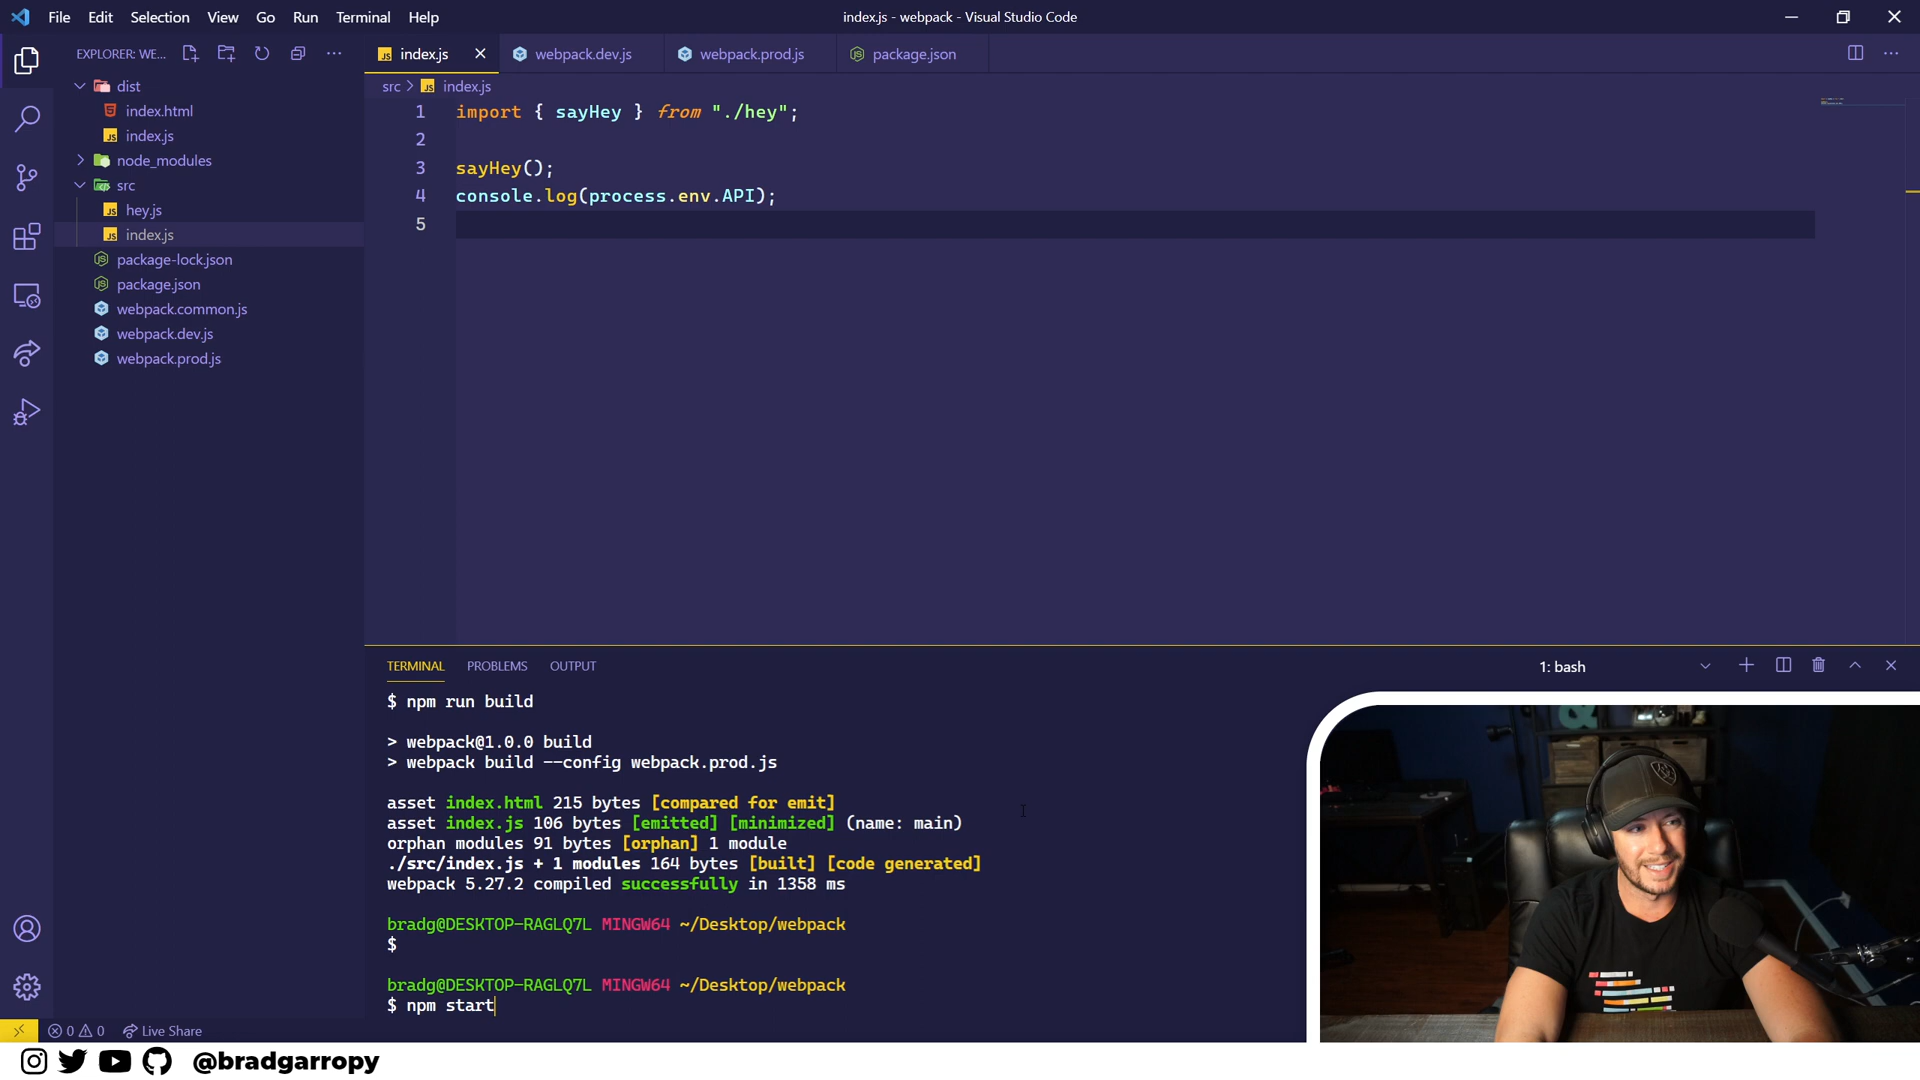 File Edit Selection View Go Run Terminal Help
index.js - webpack - Visual Studio Code
EXPLORER: WE...
index.js
webpack.dev.js
webpack.prod.js
package.json
dist
index.html
index.js
node_modules
src
hey.js
index.js
package-lock.json
package.json
webpack.common.js
webpack.dev.js
webpack.prod.js
src > JS index.js
1 import { sayHey } from "./hey";
2
3 sayHey();
4 console.log(process.env.API);
5
TERMINAL PROBLEMS OUTPUT
1: bash
$ npm run build
> webpack@1.0.0 build
> webpack build --config webpack.prod.js
asset index.html 215 bytes [compared for emit]
asset index.js 106 bytes [emitted] [minimized] (name: main)
orphan modules 91 bytes [orphan] 1 module
./src/index.js + 1 modules 164 bytes [built] [code generated]
webpack 5.27.2 compiled successfully in 1358 ms
bradg@DESKTOP-RAGLQ7L MINGW64 ~/Desktop/webpack
$
bradg@DESKTOP-RAGLQ7L MINGW64 ~/Desktop/webpack
$ npm start
0 0 Live Share
@bradgarropy